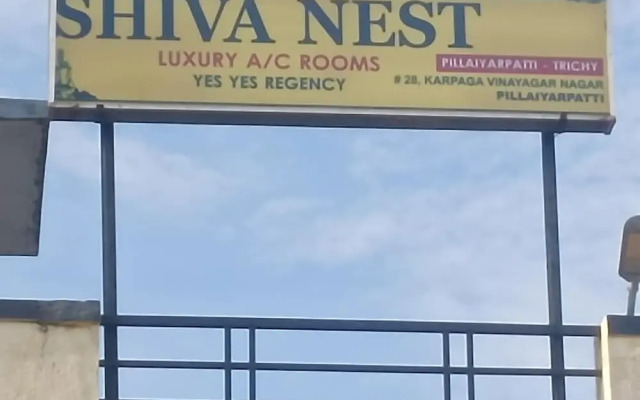 SHIVA NEST
LUXURY A/C ROOMS
YES YES REGENCY
PILLAIYARPATTI - TRICHY
# 28, KARPAGA VINAYAGAR NAGAR
PILLAIYARPATTI